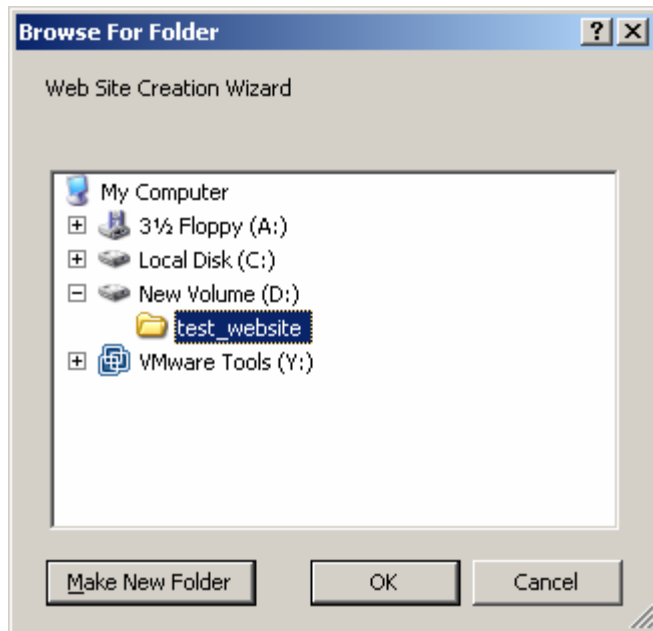 Browse For Folder
Web Site Creation Wizard
My Computer
3½ Floppy (A:)
Local Disk (C:)
New Volume (D:)
test_website
VMware Tools (Y:)
Make New Folder
OK
Cancel